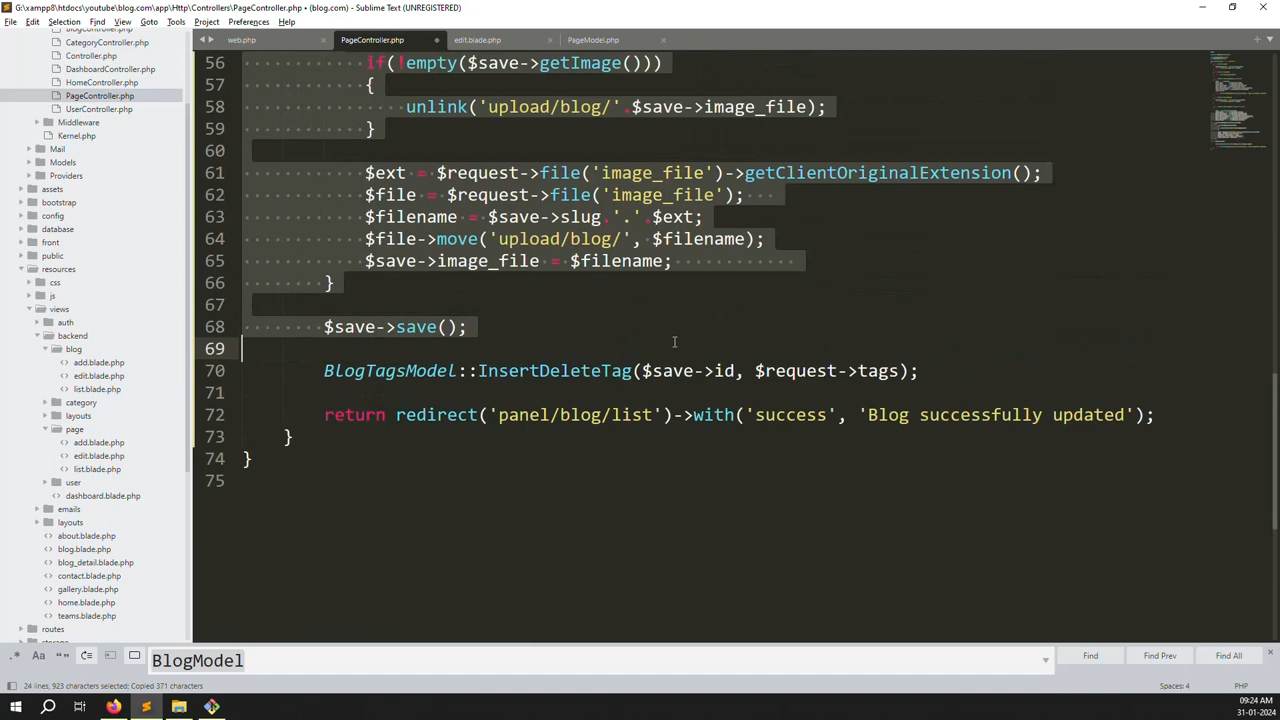 G:\xampp8\htdocs\youtube\blog.com\app\Http\Controllers\PageController.php • (blog.com) - Sublime Text (UNREGISTERED)
File Edit Selection Find View Goto Tools Project Preferences Help
web.php × PageController.php • edit.blade.php × PageModel.php ×
CategoryController.php
Controller.php
DashboardController.php
HomeController.php
PageController.php
UserController.php
Middleware
Kernel.php
Mail
Models
Providers
assets
bootstrap
config
database
front
public
resources
css
js
views
auth
backend
blog
add.blade.php
edit.blade.php
list.blade.php
category
layouts
page
add.blade.php
edit.blade.php
list.blade.php
user
dashboard.blade.php
emails
layouts
about.blade.php
blog.blade.php
blog_detail.blade.php
contact.blade.php
gallery.blade.php
home.blade.php
teams.blade.php
routes
56 if(!empty($save->getImage()))
57 {
58 unlink('upload/blog/'.$save->image_file);
59 }
60
61 $ext = $request->file('image_file')->getClientOriginalExtension();
62 $file = $request->file('image_file');
63 $filename = $save->slug.'.'.$ext;
64 $file->move('upload/blog/', $filename);
65 $save->image_file = $filename;
66 }
67
68 $save->save();
69
70 BlogTagsModel::InsertDeleteTag($save->id, $request->tags);
71
72 return redirect('panel/blog/list')->with('success', 'Blog successfully updated');
73 }
74 }
75
.* Aa “” BlogModel Find Find Prev Find All
24 lines, 923 characters selected; Copied 371 characters Spaces: 4 PHP
09:24 AM
31-01-2024